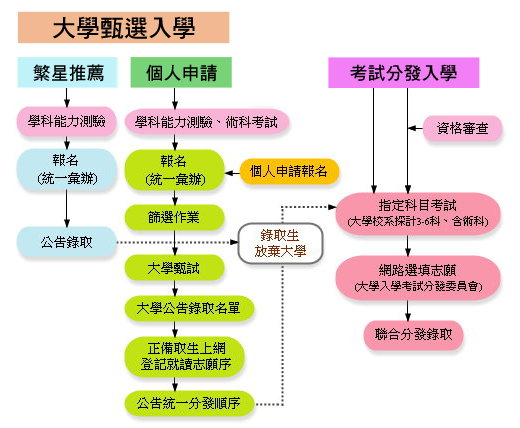 大學甄選入學
繁星推薦
個人申請
考試分發入學
學科能力測驗
學科能力測驗、術科考試
資格審查
報名
(統一彙辦)
報名
(統一彙辦)
個人申請報名
指定科目考試
(大學校系採計3-6科、含術科)
篩選作業
公告錄取
錄取生
放棄大學
大學甄試
網路選填志願
(大學入學考試分發委員會)
大學公告錄取名單
聯合分發錄取
正備取生上網
登記就讀志願序
公告統一分發順序